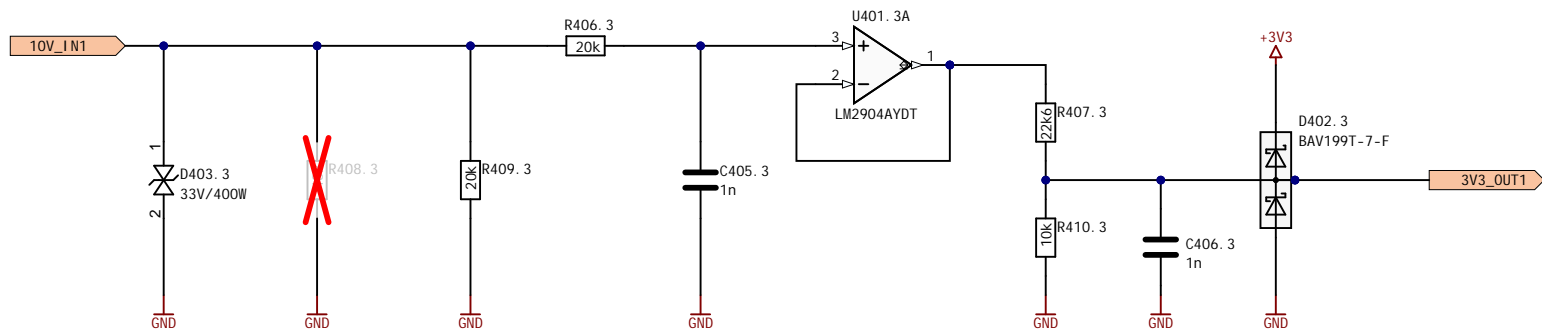 10V_IN1
1
2
D403.3
33V/400W
GND
R408.3
GND
20k
R409.3
GND
R406.3
20k
C405.3
1n
GND
U401.3A
3
2
1
LM2904AYDT
22k6
R407.3
10k
R410.3
GND
C406.3
1n
GND
+3V3
D402.3
BAV199T-7-F
GND
3V3_OUT1